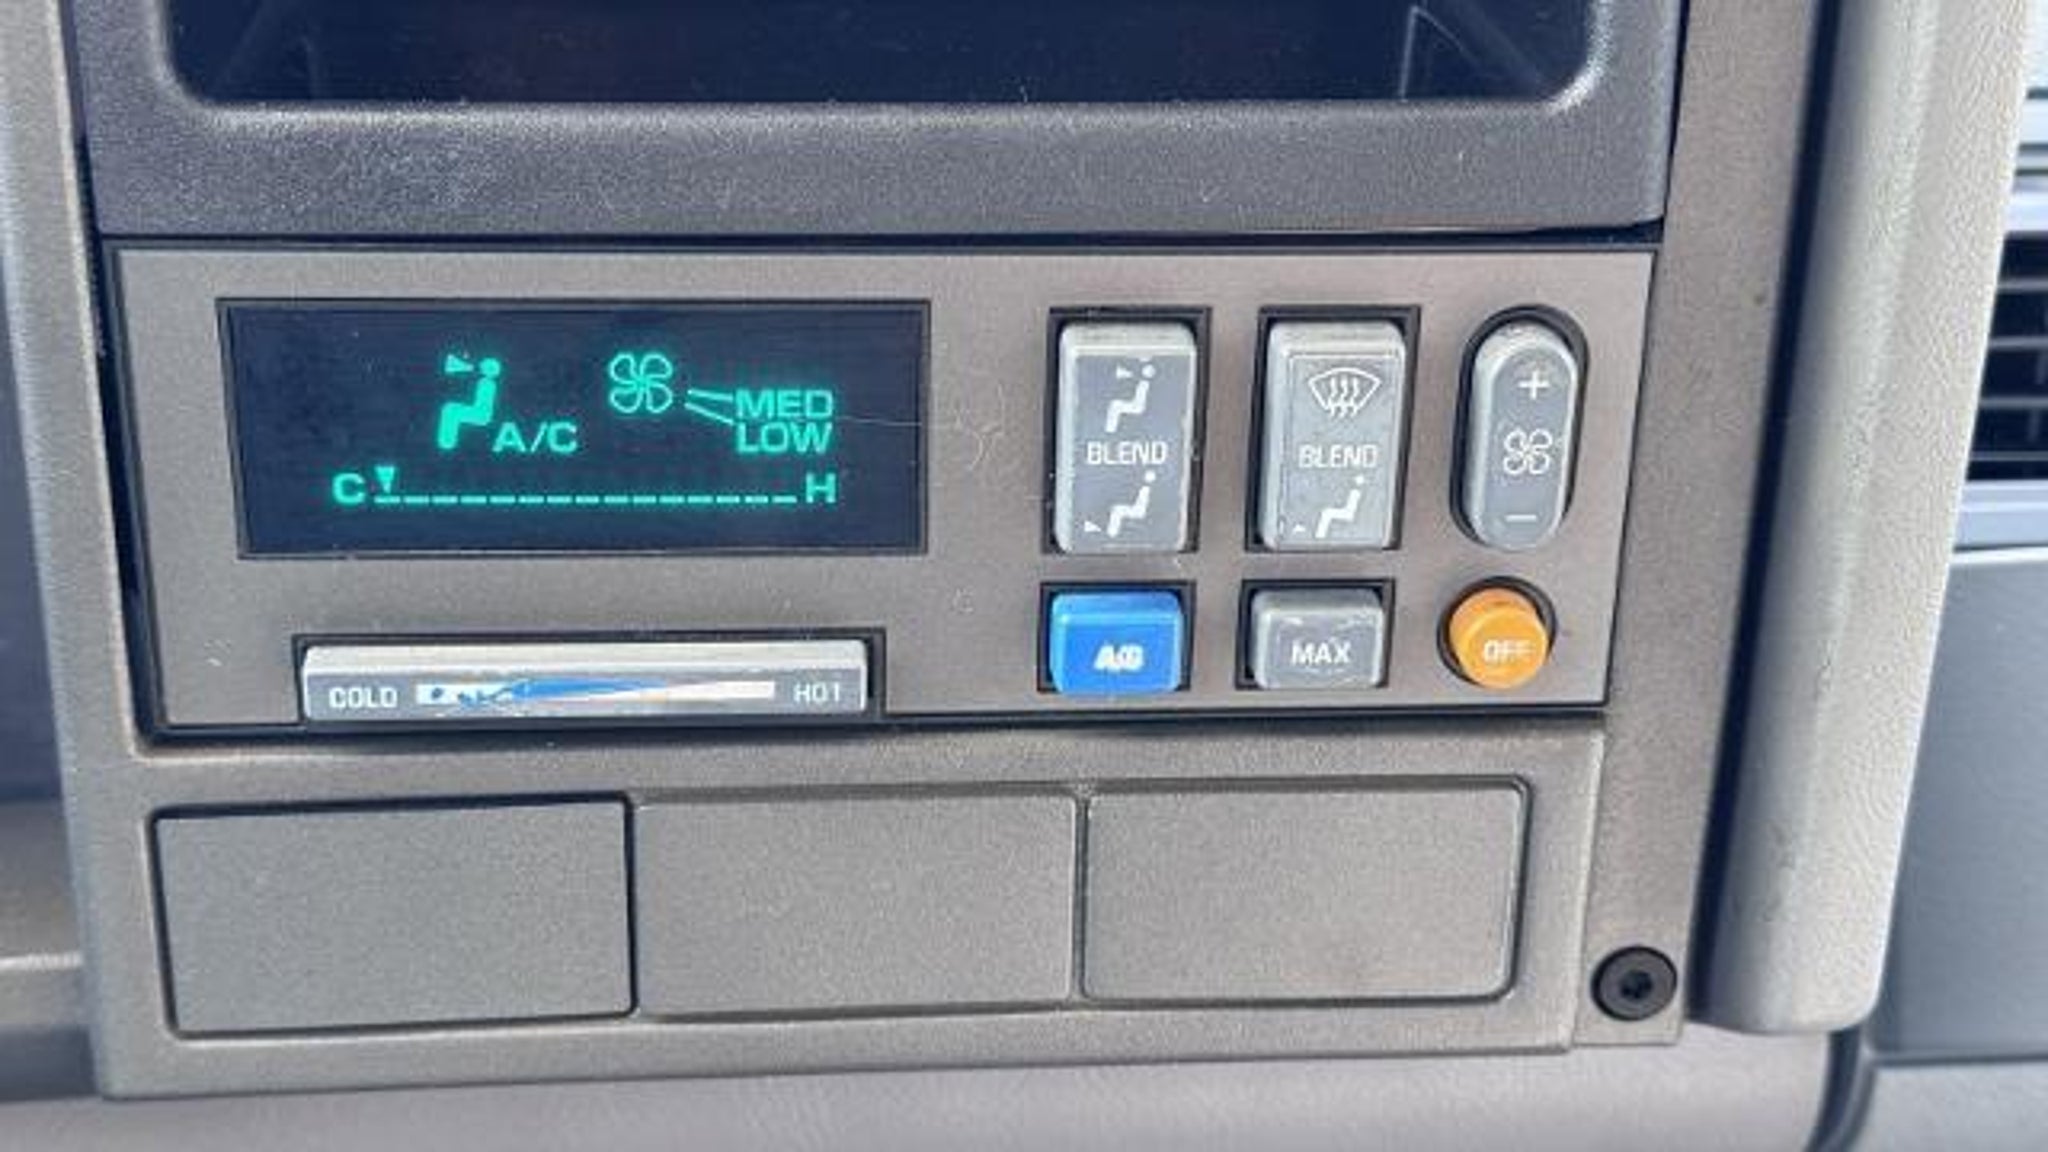 A/C
MED
LOW
C H
BLEND
BLEND
+
−
COLD HOT
A/C
MAX
OFF